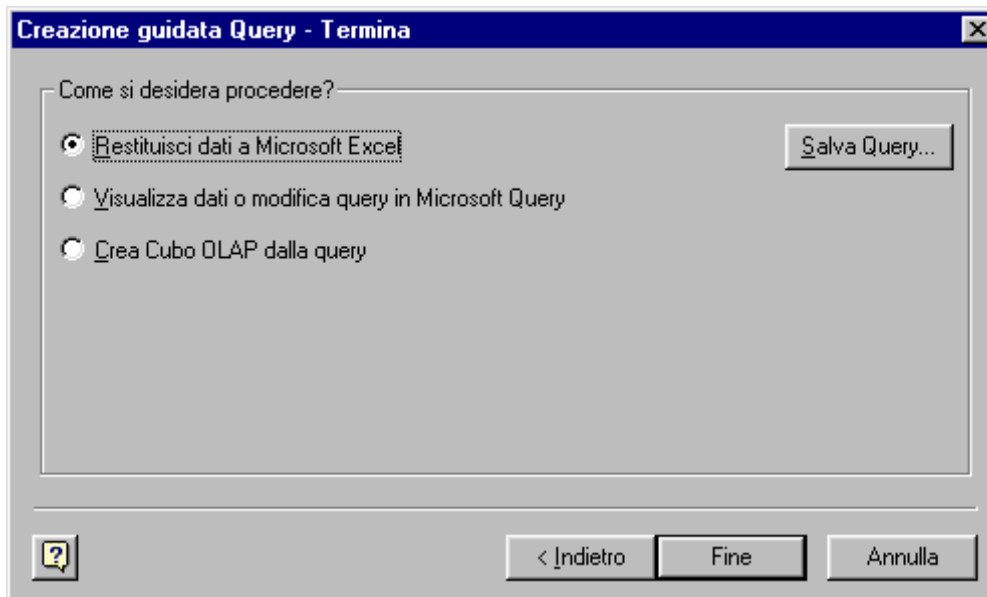 Creazione guidata Query - Termina
Come si desidera procedere?
Restituisci dati a Microsoft Excel
Salva Query...
Visualizza dati o modifica query in Microsoft Query
Crea Cubo OLAP dalla query
?
< Indietro
Fine
Annulla